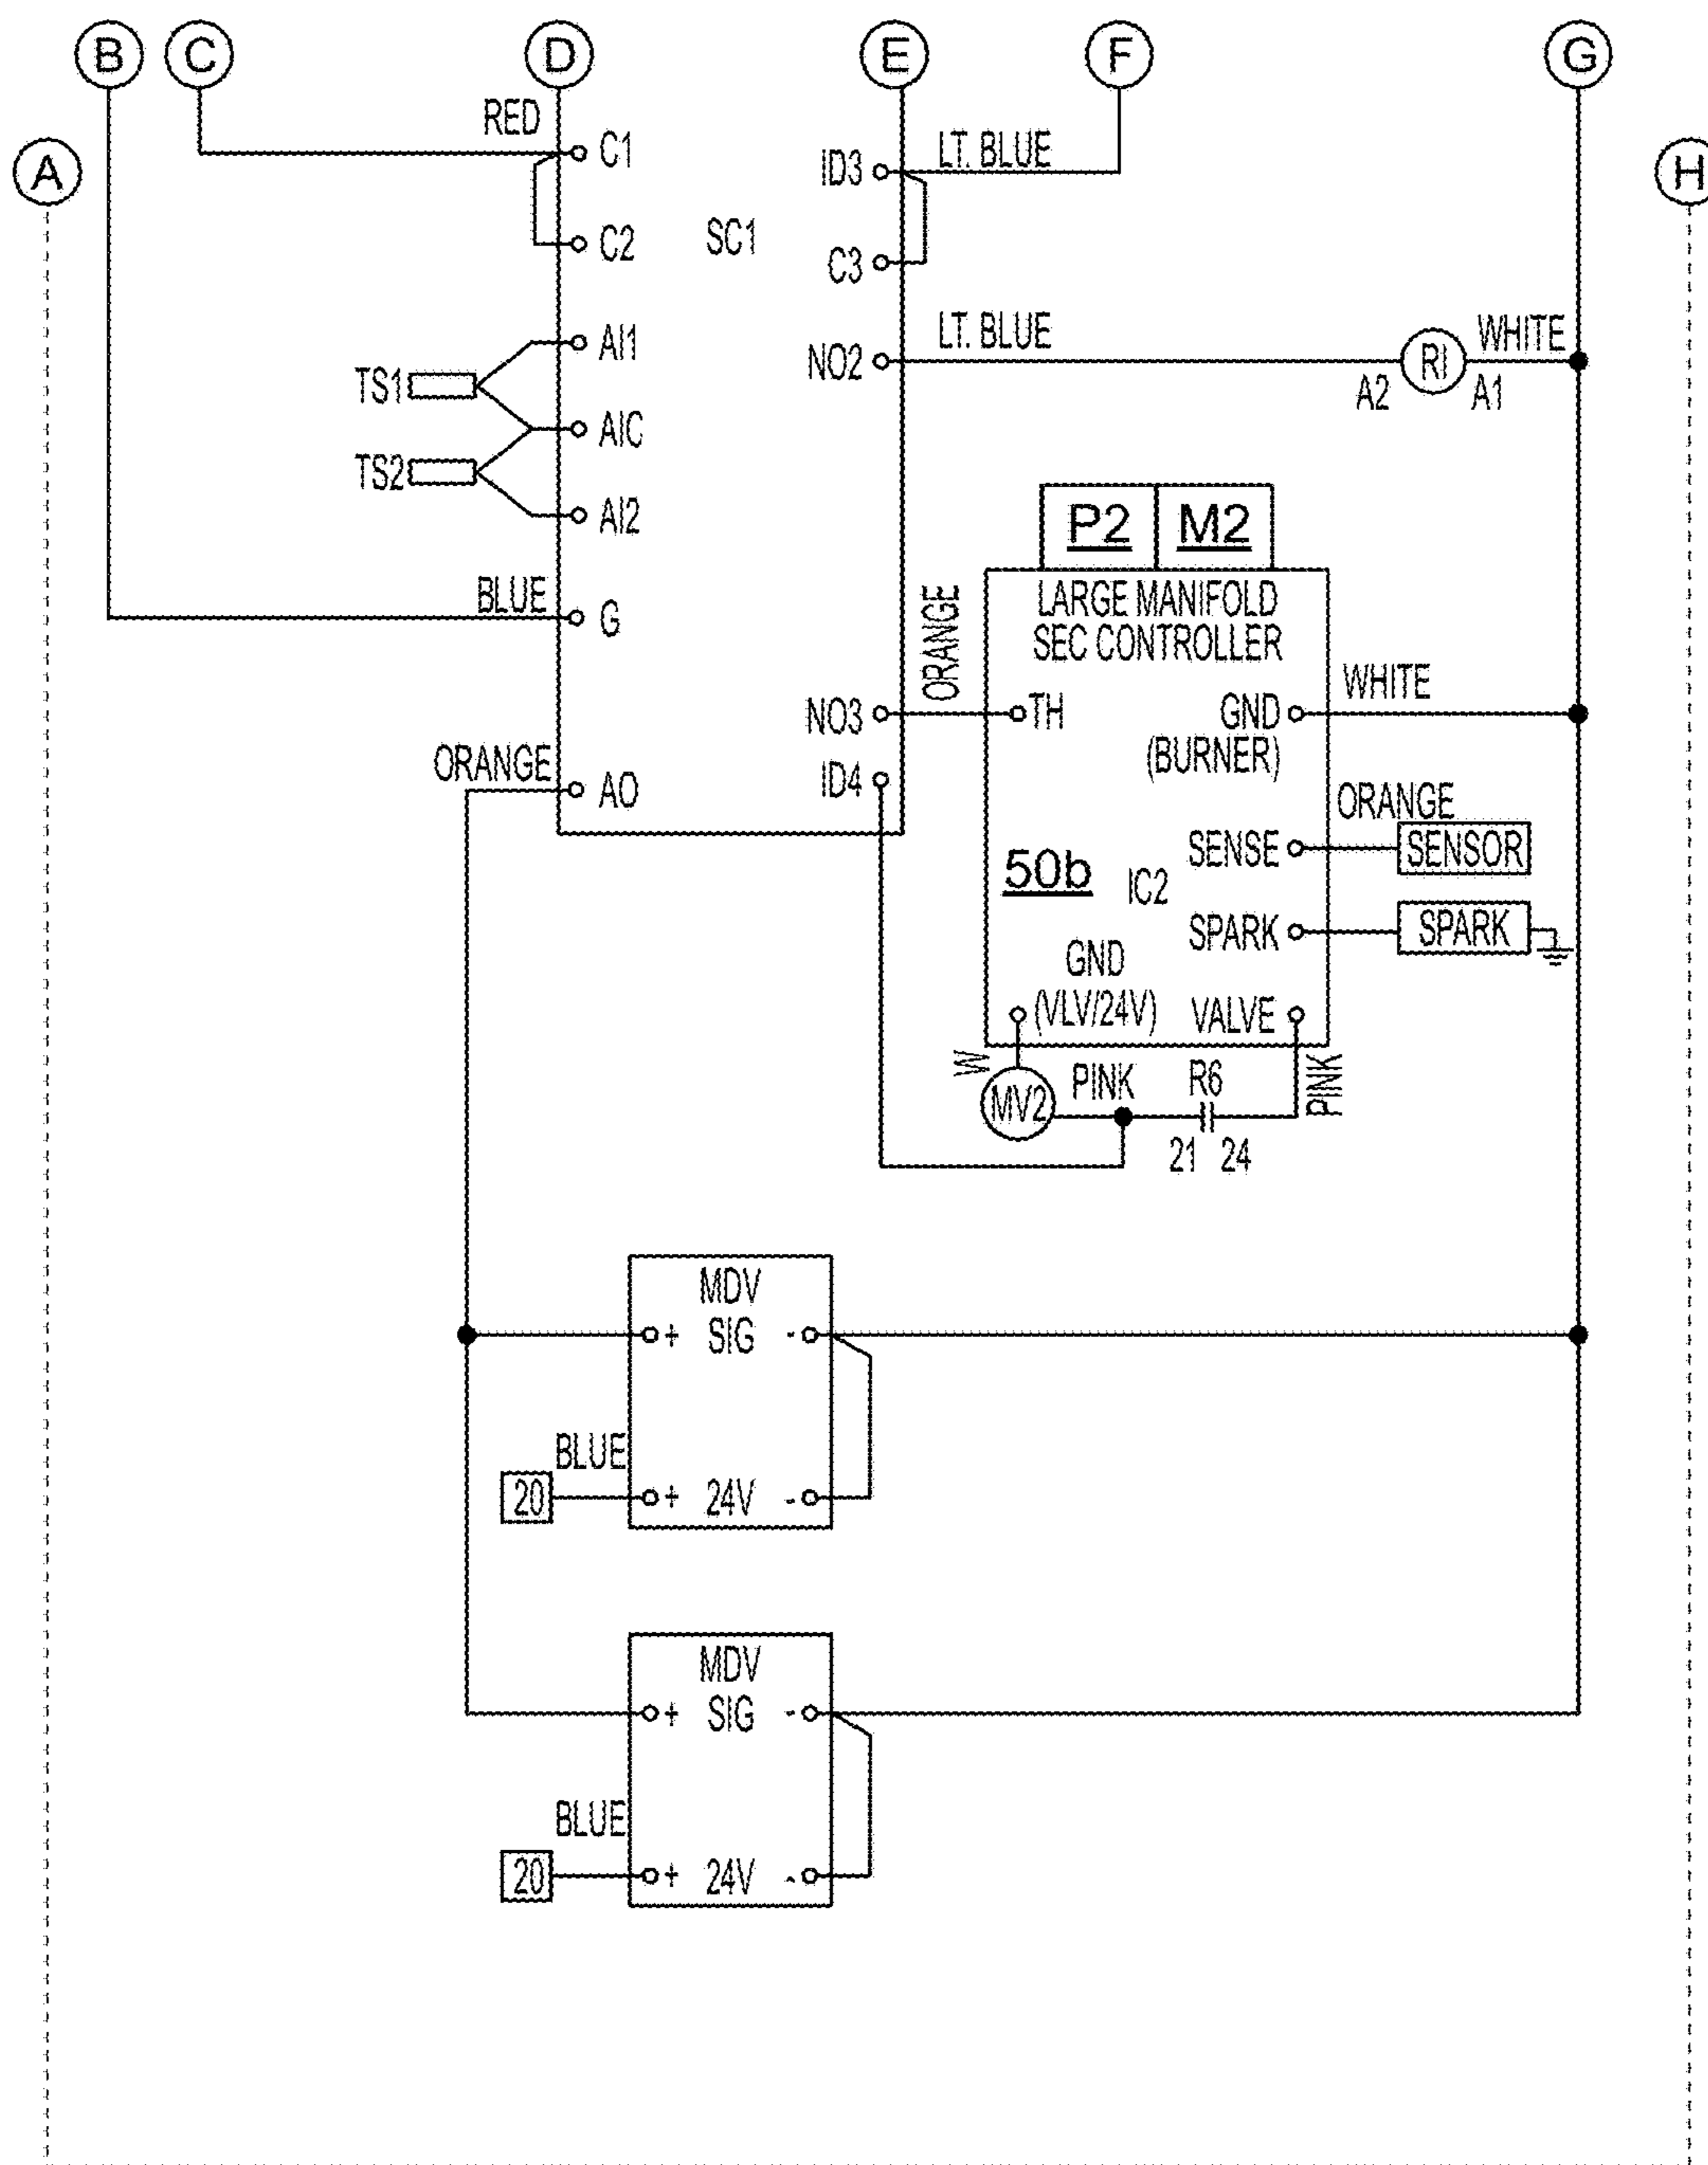 B C D E F G
A
H
RED
C1
C2
SC1
ID3
LT. BLUE
C3
TS1
AI1
AIC
TS2
AI2
NO2
LT. BLUE
RI
WHITE
A2
A1
P2
M2
BLUE
G
ORANGE
LARGE MANIFOLD
SEC CONTROLLER
NO3
TH
GND
(BURNER)
WHITE
ORANGE
AO
ID4
ORANGE
SENSE
SENSOR
50b
IC2
SPARK
SPARK
GND
(VLV/24V)
VALVE
W
MV2
PINK
R6
PINK
21
24
MDV
+ SIG -
BLUE
20
+ 24V -
MDV
+ SIG -
BLUE
20
+ 24V -